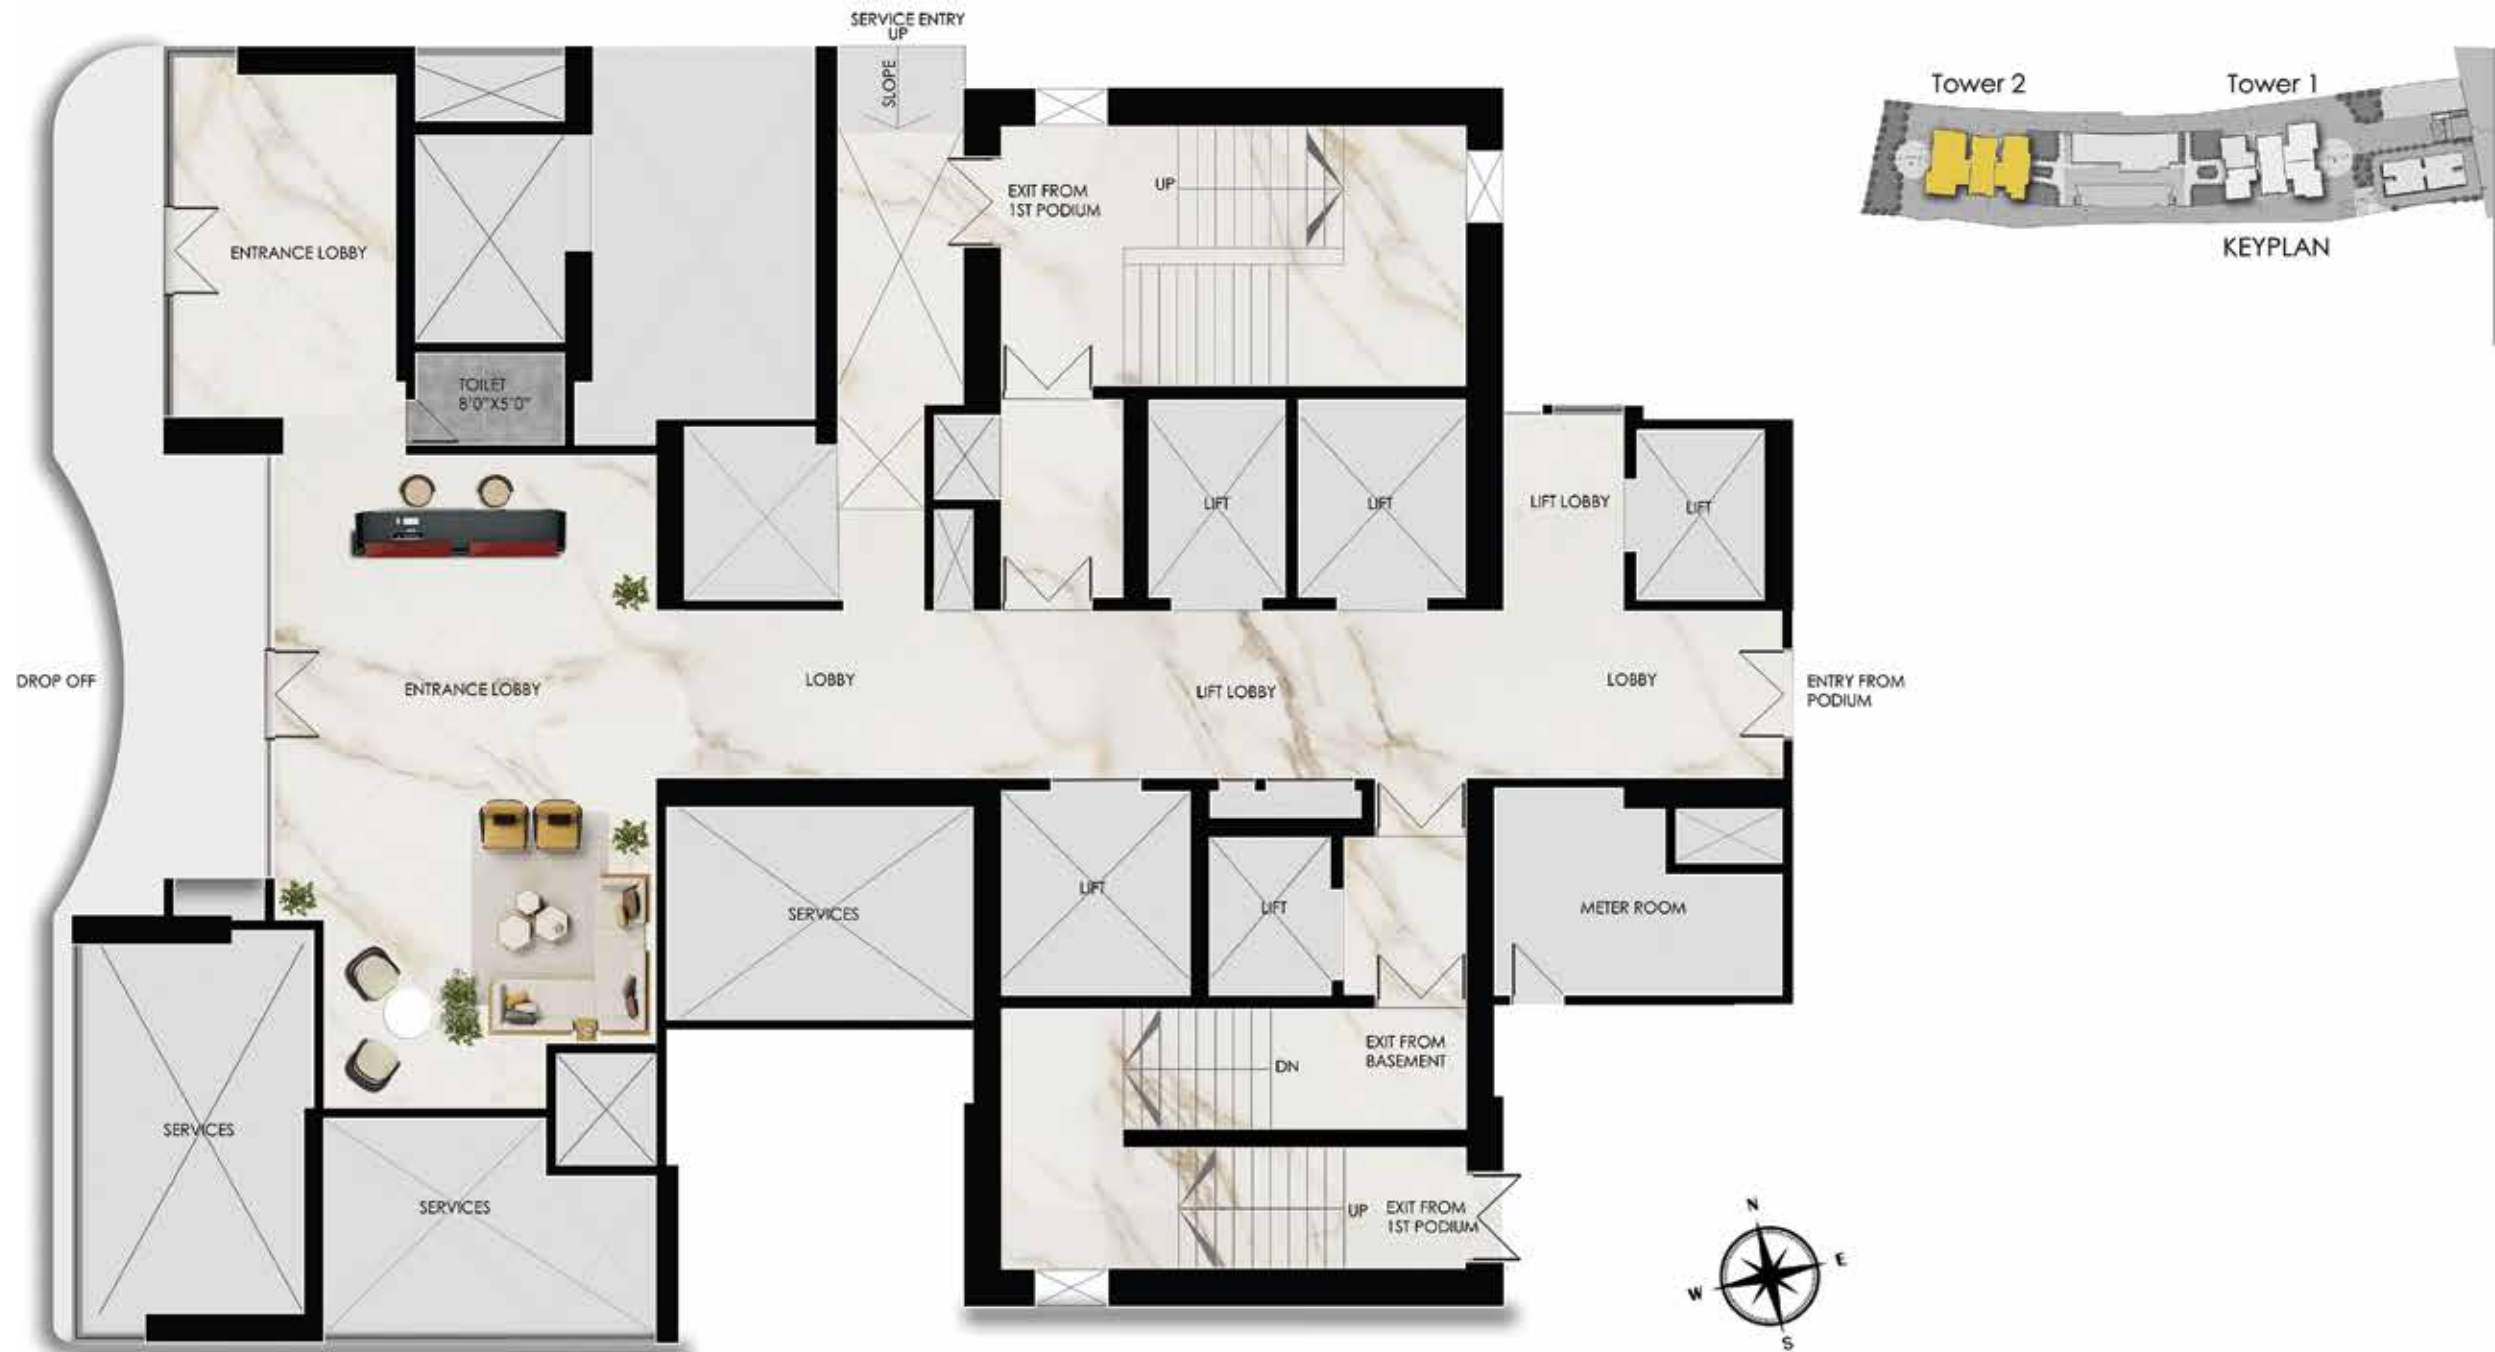 SERVICE ENTRY
UP
SLOPE
Tower 2
Tower 1
KEYPLAN
EXIT FROM
1ST PODIUM
UP
ENTRANCE LOBBY
TOILET
8'0"X5'0"
LIFT
LIFT
LIFT LOBBY
LIFT
DROP OFF
ENTRANCE LOBBY
LOBBY
LIFT LOBBY
LOBBY
ENTRY FROM
PODIUM
SERVICES
LIFT
LIFT
METER ROOM
DN
EXIT FROM
BASEMENT
SERVICES
SERVICES
UP
EXIT FROM
1ST PODIUM
N
E
W
S